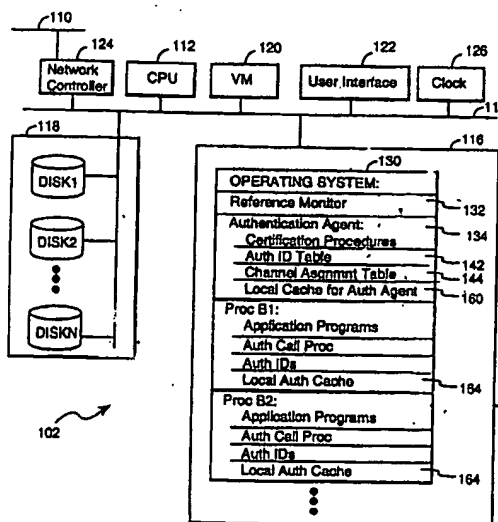 110
124
112
120
122
126
Network
Controller
CPU
VM
User Interface
Clock
11
118
116
DISK1
DISK2
DISKN
102
130
OPERATING SYSTEM:
Reference Monitor
132
Authentication Agent:
134
Certification Procedures
Auth ID Table
142
Channel Asgnmnt Table
144
Local Cache for Auth Agent
160
Proc B1:
Application Programs
Auth Call Proc
Auth IDs
Local Auth Cache
164
Proc B2:
Application Programs
Auth Call Proc
Auth IDs
Local Auth Cache
164